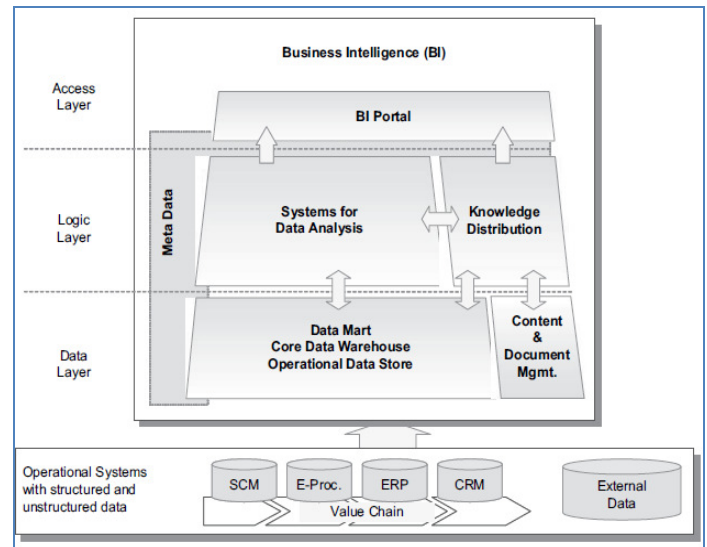 Business Intelligence (BI)
Access
Layer
BI Portal
Meta Data
Logic
Layer
Systems for
Data Analysis
Knowledge
Distribution
Data
Layer
Data Mart
Core Data Warehouse
Operational Data Store
Content
&
Document
Mgmt.
Operational Systems
with structured and
unstructured data
SCM
E-Proc.
ERP
CRM
Value Chain
External
Data